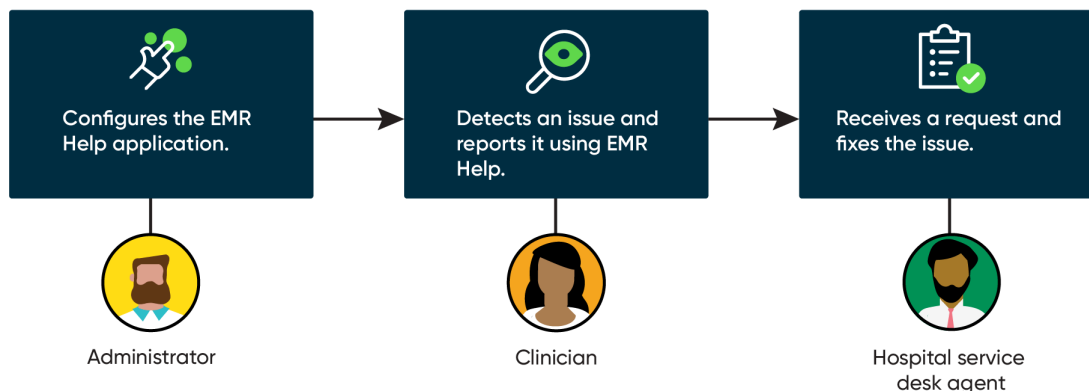 Configures the EMR
Help application.
Detects an issue and
reports it using EMR
Help.
Receives a request and
fixes the issue.
Administrator
Clinician
Hospital service
desk agent